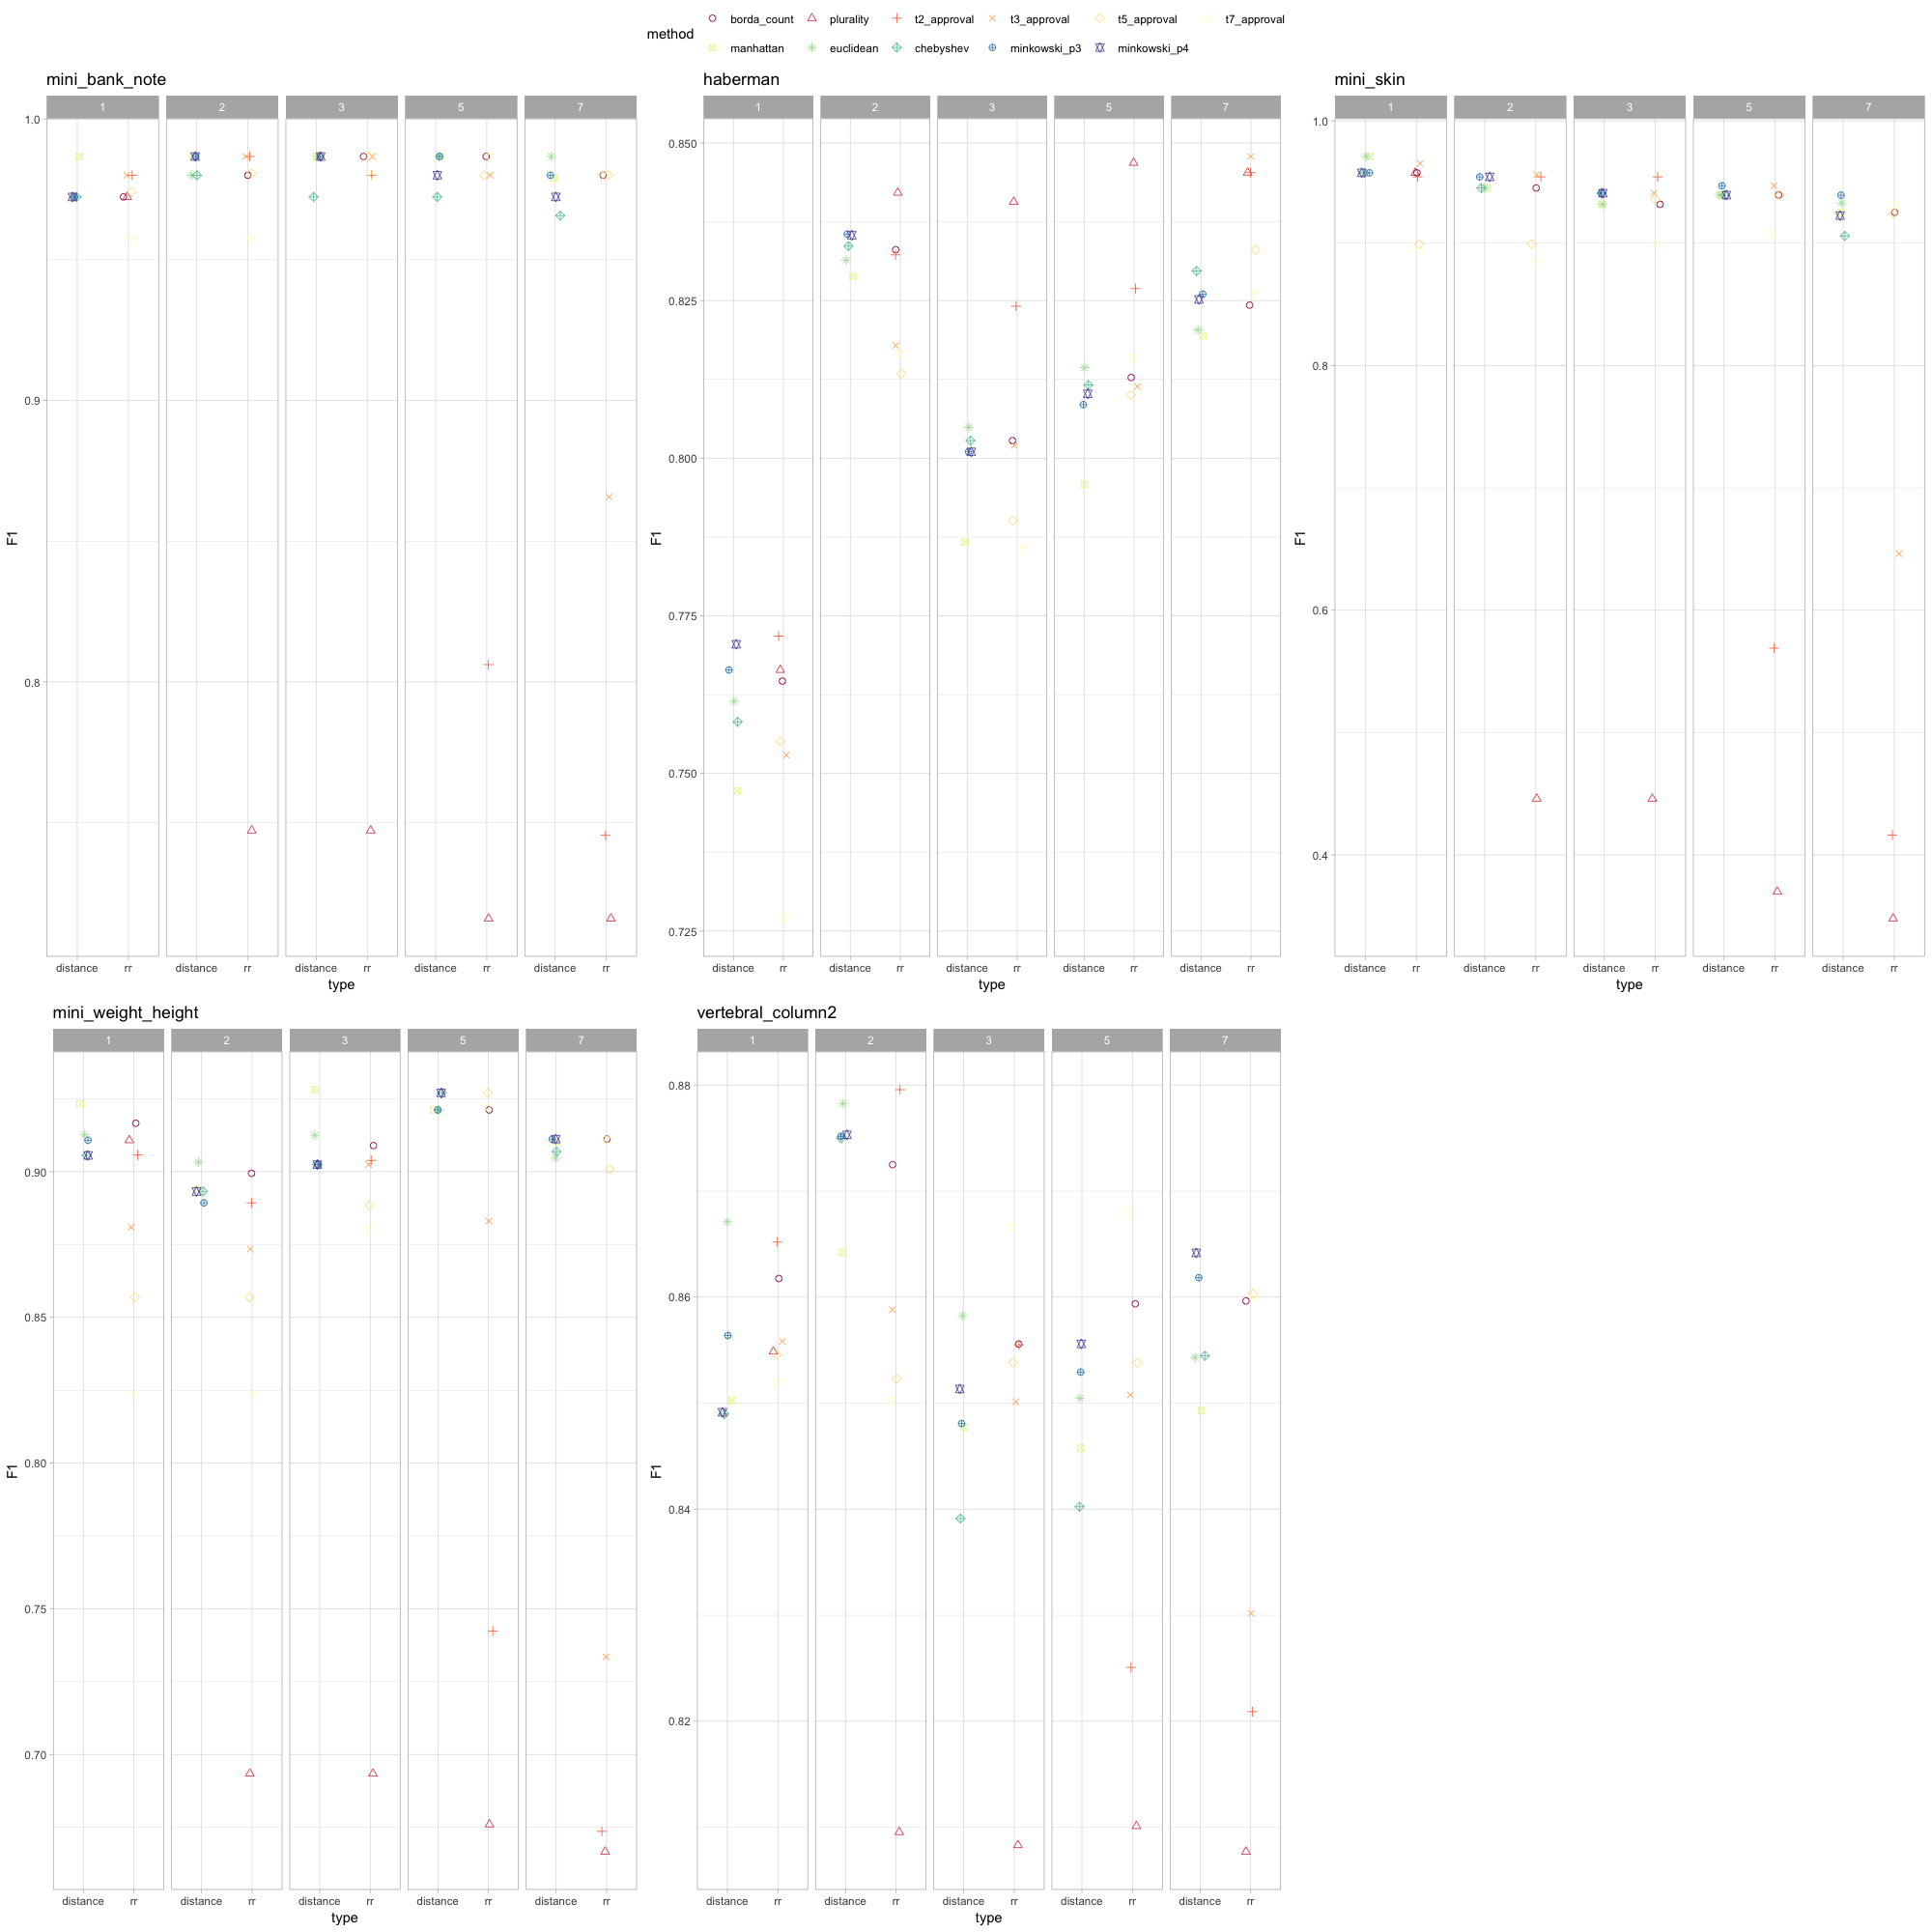 method borda_count plurality t2_approval t3_approval t5_approval t7_approval
manhattan euclidean chebyshev minkowski_p3 minkowski_p4
mini_bank_note
1 2 3 5 7
1.0
0.9
0.8
F1
distance rr distance rr distance rr distance rr distance rr
type
haberman
1 2 3 5 7
0.850
0.825
0.800
0.775
0.750
0.725
F1
distance rr distance rr distance rr distance rr distance rr
type
mini_skin
1 2 3 5 7
1.0
0.8
0.6
0.4
F1
distance rr distance rr distance rr distance rr distance rr
type
mini_weight_height
1 2 3 5 7
0.90
0.85
0.80
0.75
0.70
F1
distance rr distance rr distance rr distance rr distance rr
type
vertebral_column2
1 2 3 5 7
0.88
0.86
0.84
0.82
F1
distance rr distance rr distance rr distance rr distance rr
type